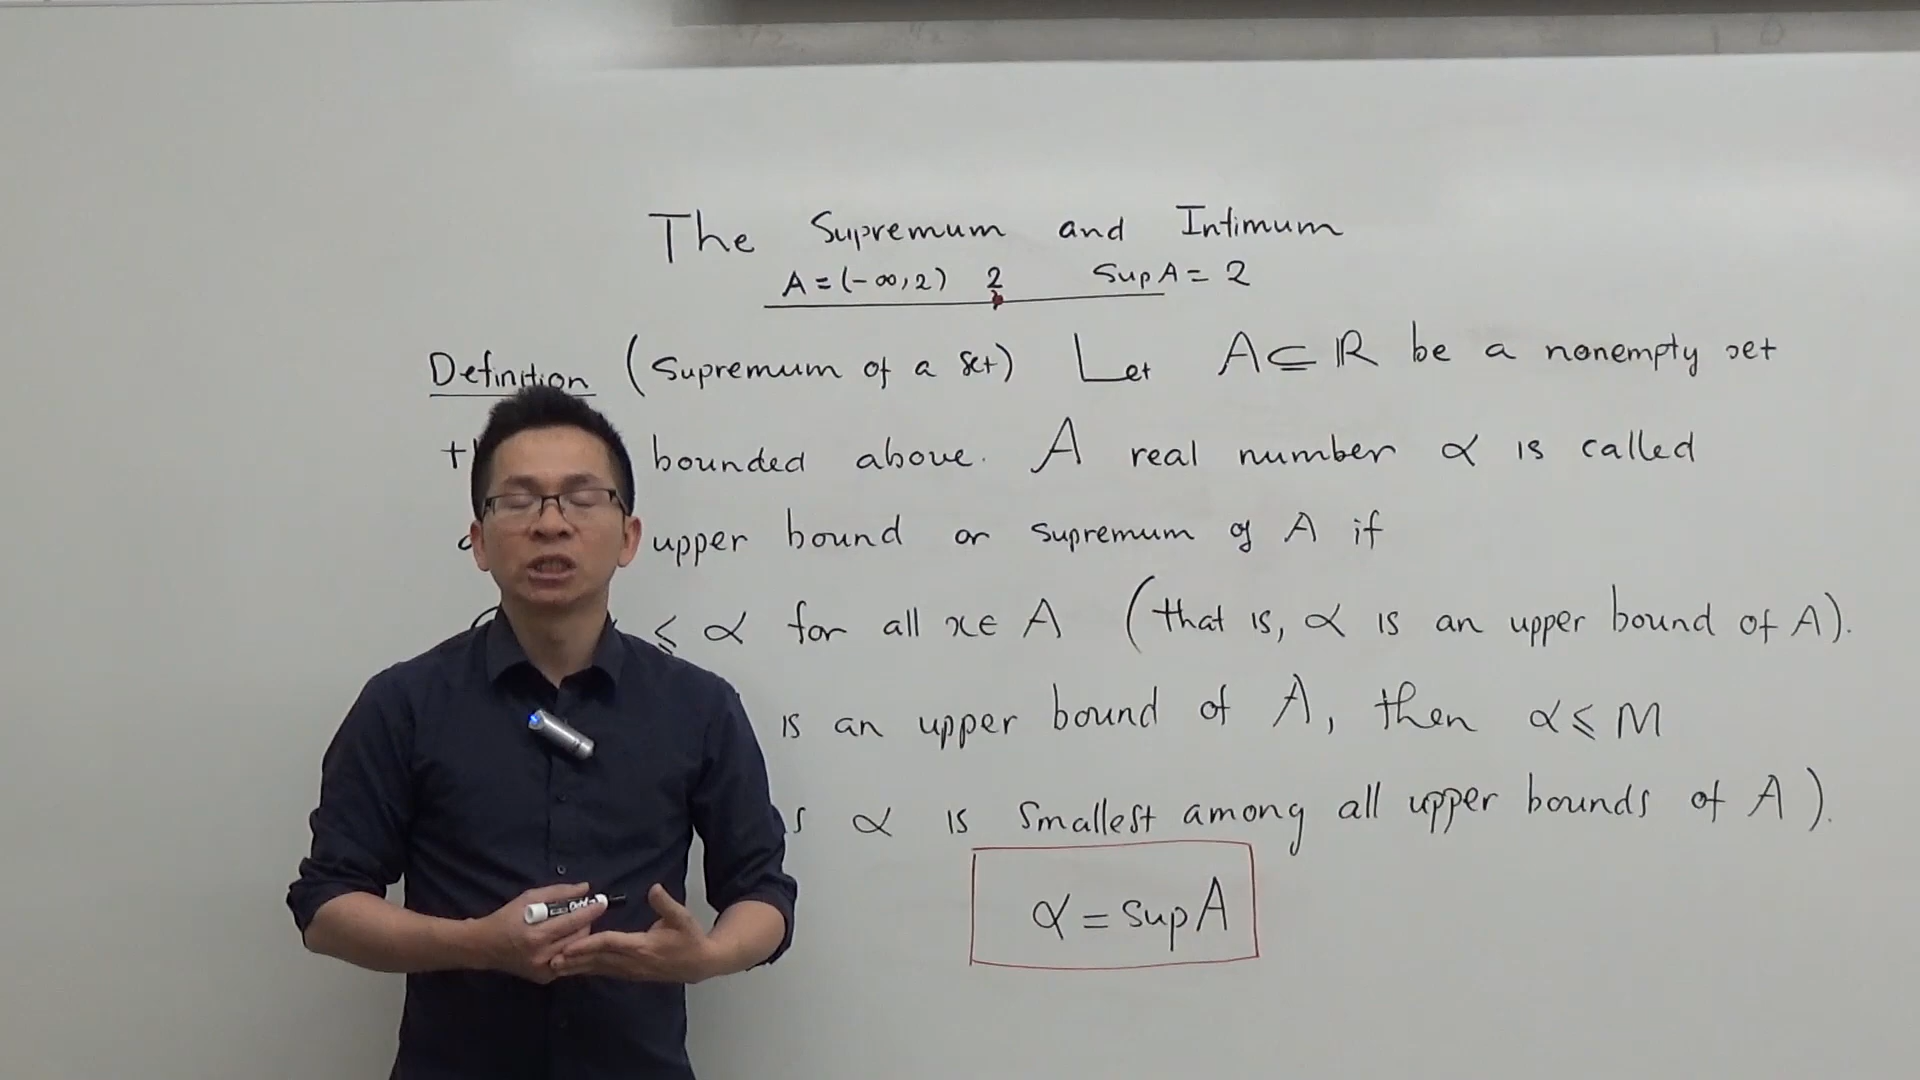 The Supremum and Infimum
A = (-∞, 2) 2 Sup A = 2
Definition (Supremum of a set) Let A ⊆ ℝ be a nonempty set
bounded above. A real number α is called
upper bound or supremum of A if
≤ α for all x ∈ A (that is, α is an upper bound of A).
is an upper bound of A, then α ≤ M
α is smallest among all upper bounds of A).
α = sup A